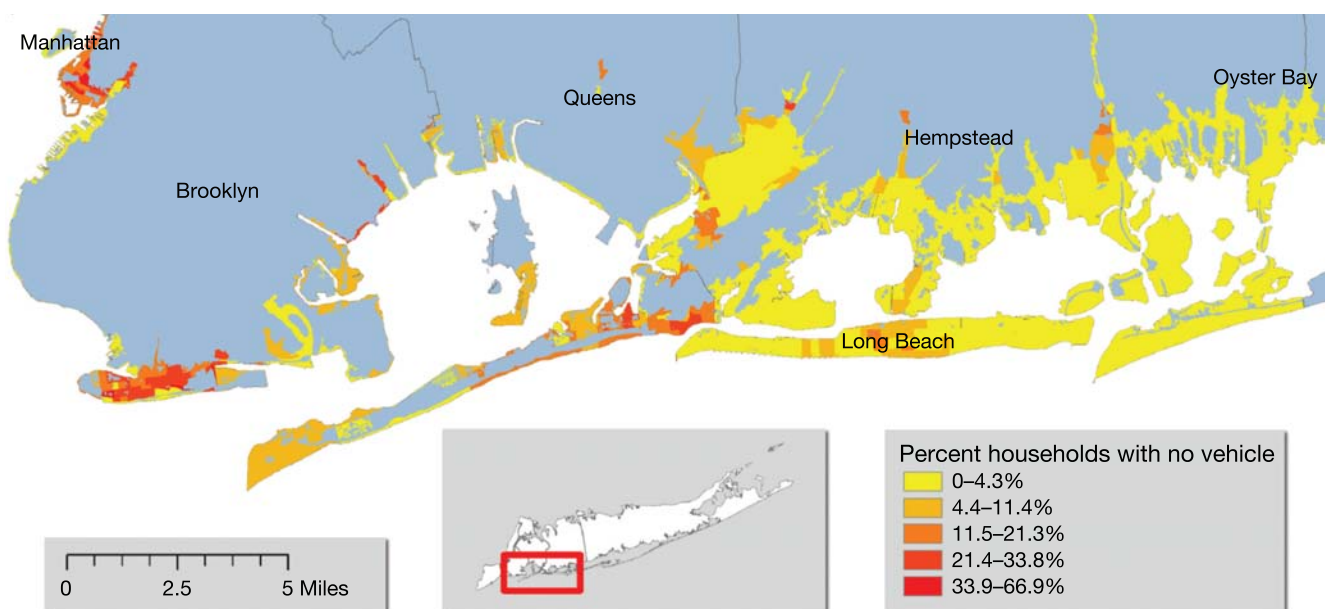 Manhattan
Queens
Oyster Bay
Hempstead
Brooklyn
Long Beach
Percent households with no vehicle
0–4.3%
4.4–11.4%
11.5–21.3%
21.4–33.8%
33.9–66.9%
0 2.5 5 Miles